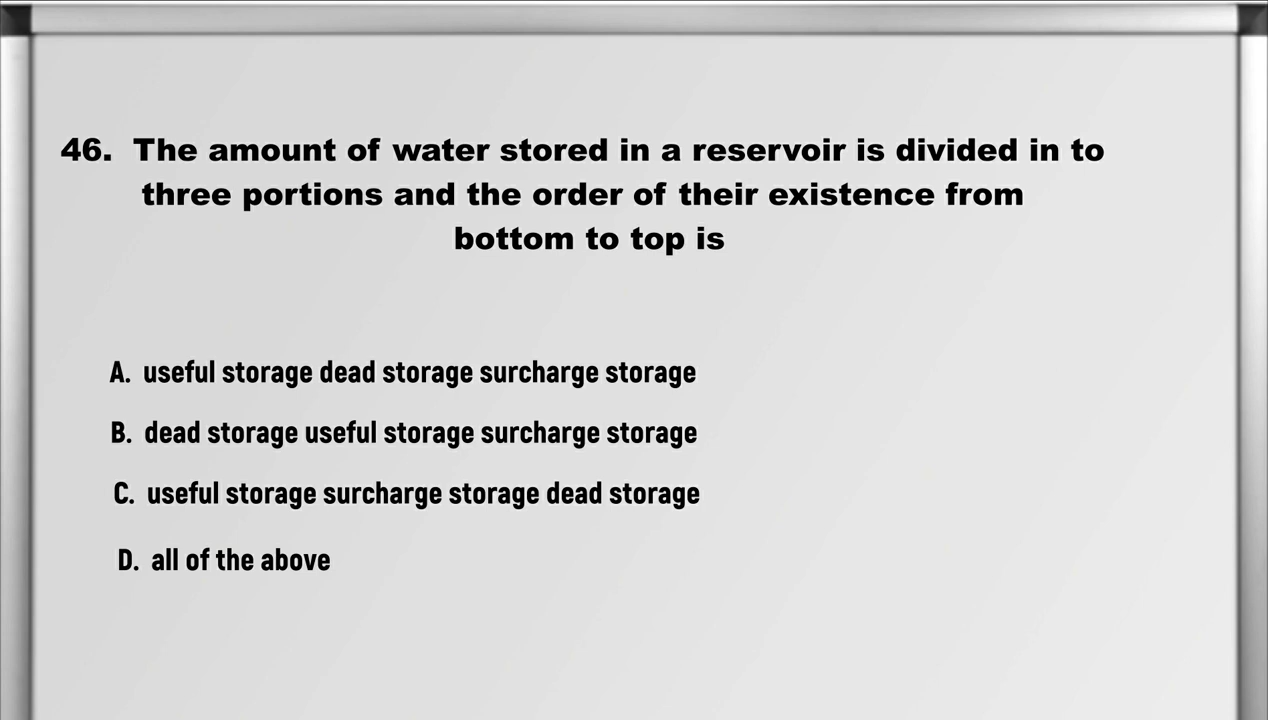 46. The amount of water stored in a reservoir is divided in to
three portions and the order of their existence from
bottom to top is
A. useful storage dead storage surcharge storage
B. dead storage useful storage surcharge storage
C. useful storage surcharge storage dead storage
D. all of the above